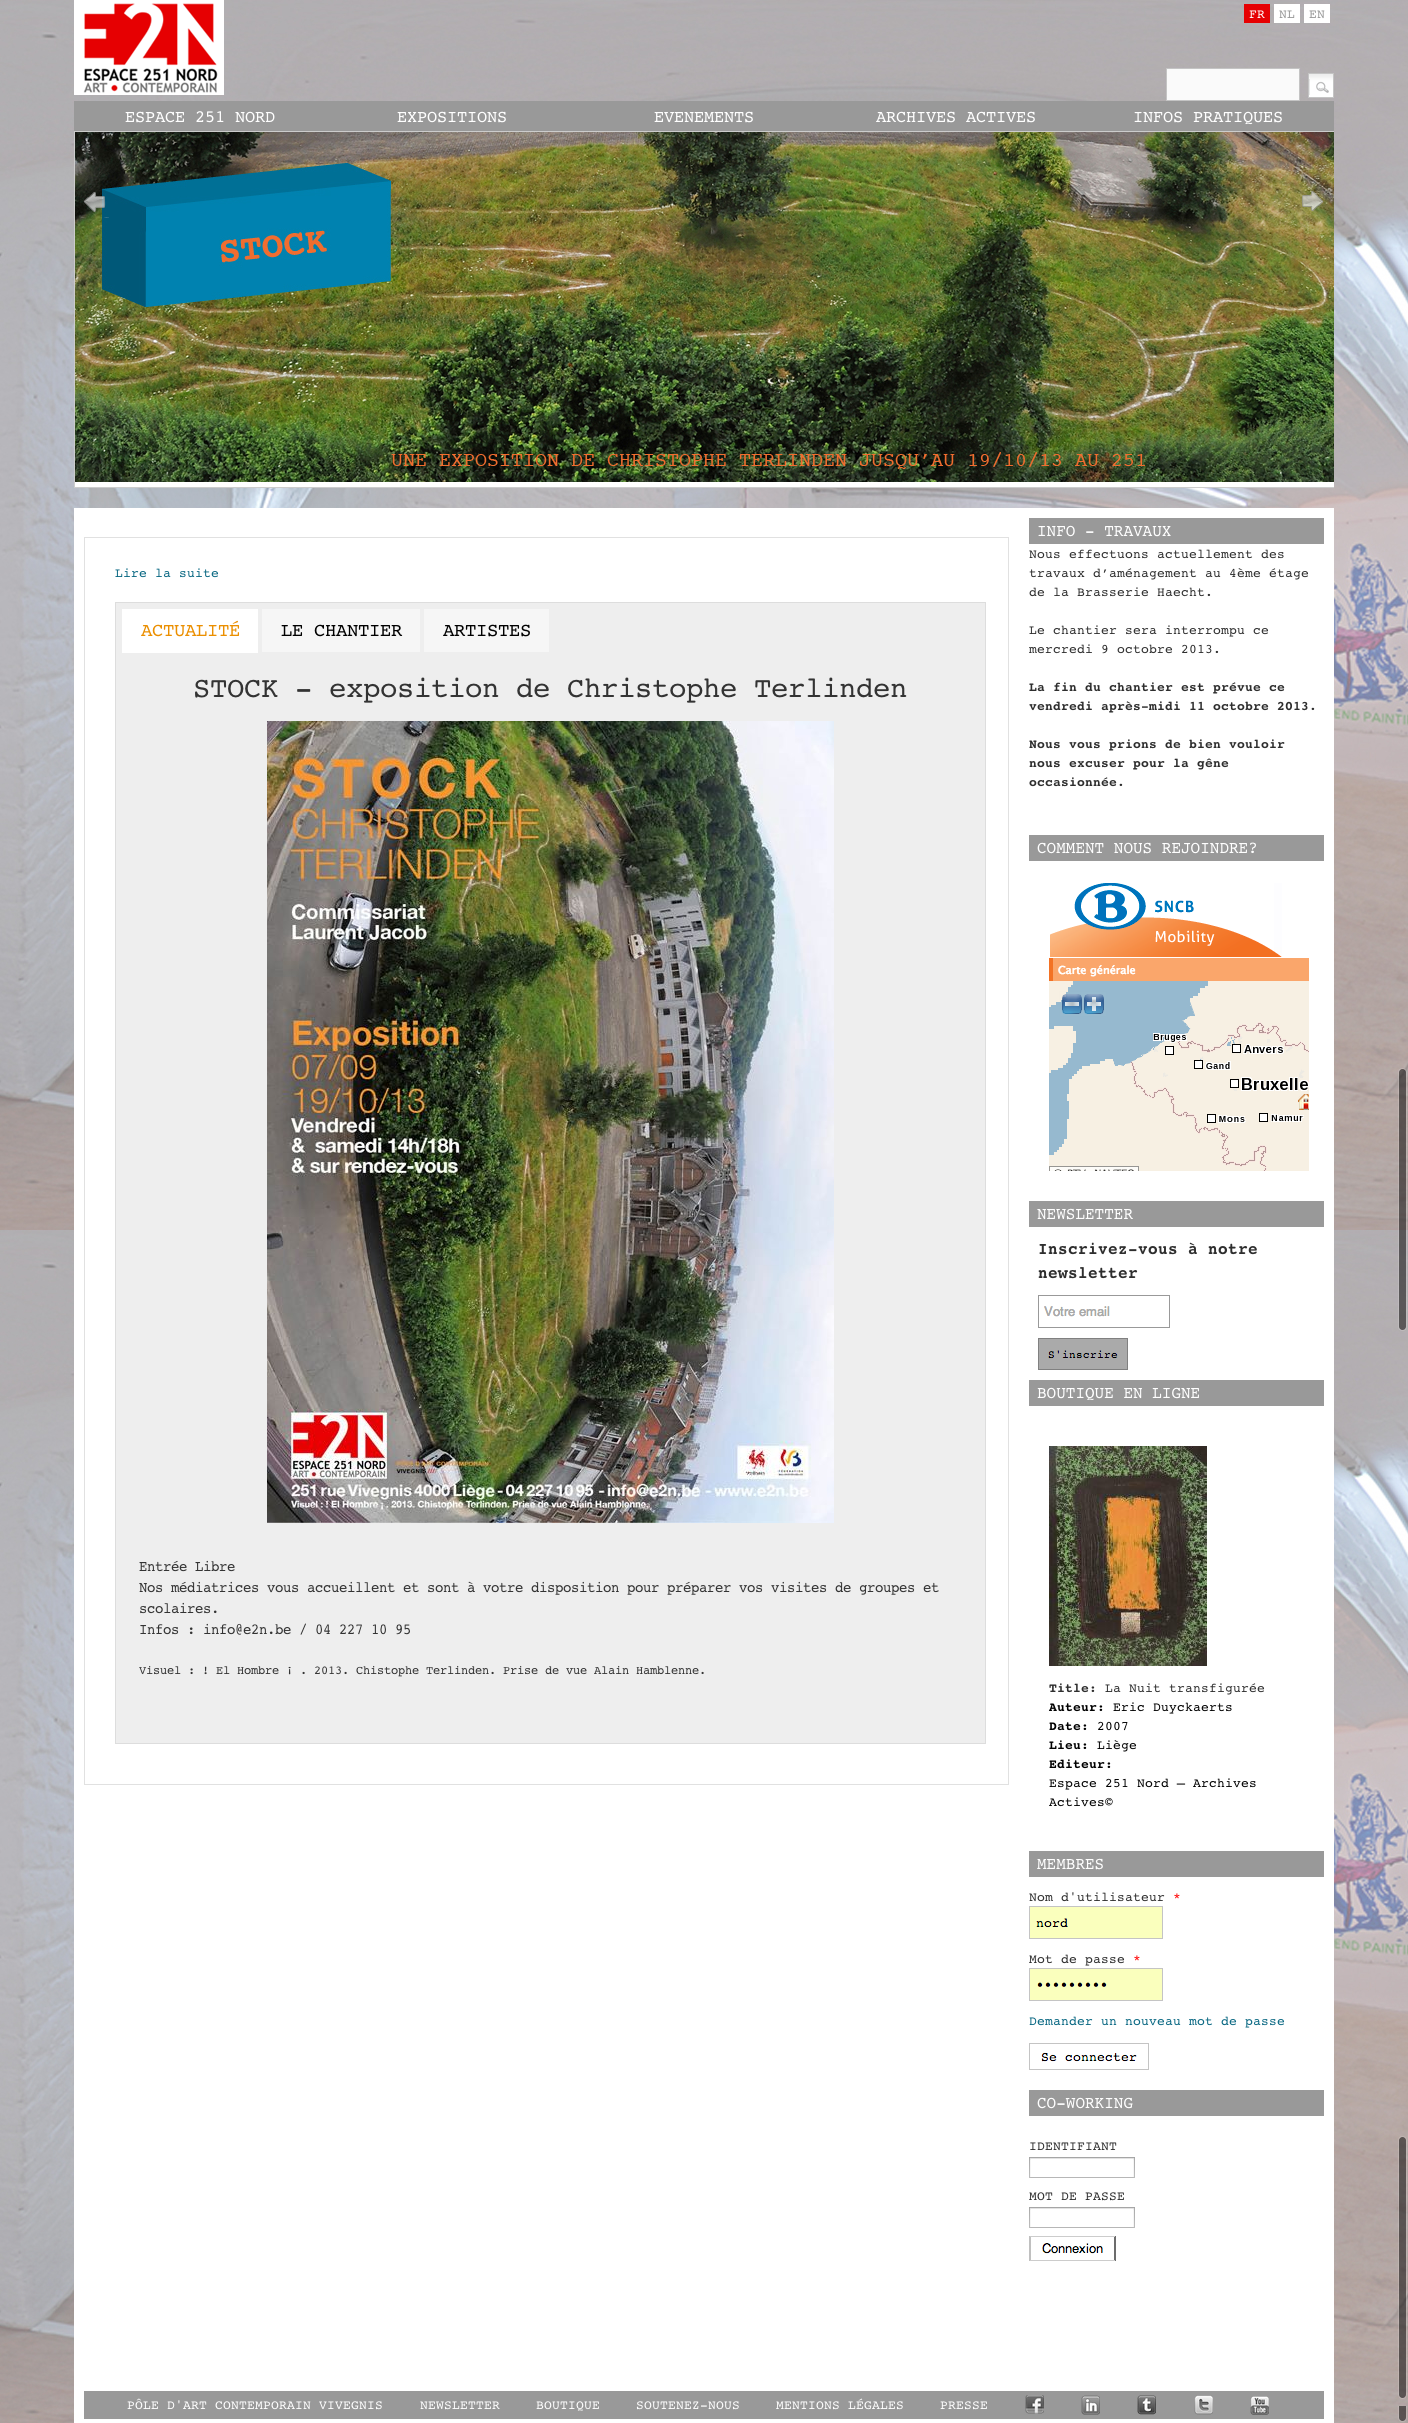 E2N
ESPACE 251 NORD
ART • CONTEMPORAIN
FR NL EN
ESPACE 251 NORD EXPOSITIONS EVENEMENTS ARCHIVES ACTIVES INFOS PRATIQUES
STOCK
UNE EXPOSITION DE CHRISTOPHE TERLINDEN JUSQU'AU 19/10/13 AU 251
Lire la suite
ACTUALITÉ LE CHANTIER ARTISTES
STOCK - exposition de Christophe Terlinden
STOCK
CHRISTOPHE
TERLINDEN
Commissariat
Laurent Jacob
Exposition
07/09
19/10/13
Vendredi
& samedi 14h/18h
& sur rendez-vous
E2N
ESPACE 251 NORD
ART • CONTEMPORAIN
PÔLE D'ART CONTEMPORAIN
VIVEGNIS
251 rue Vivegnis 4000 Liège - 04 227 10 95 - info@e2n.be - www.e2n.be
Visuel : ! El Hombre ¡ . 2013. Chistophe Terlinden. Prise de vue Alain Hamblenne.
Entrée Libre
Nos médiatrices vous accueillent et sont à votre disposition pour préparer vos visites de groupes et
scolaires.
Infos : info@e2n.be / 04 227 10 95
Visuel : ! El Hombre ¡ . 2013. Chistophe Terlinden. Prise de vue Alain Hamblenne.
INFO - TRAVAUX
Nous effectuons actuellement des
travaux d'aménagement au 4ème étage
de la Brasserie Haecht.
Le chantier sera interrompu ce
mercredi 9 octobre 2013.
La fin du chantier est prévue ce
vendredi après-midi 11 octobre 2013.
Nous vous prions de bien vouloir
nous excuser pour la gêne
occasionnée.
COMMENT NOUS REJOINDRE?
B SNCB
Mobility
Carte générale
Bruges
Anvers
Gand
Bruxelle
Mons
Namur
NEWSLETTER
Inscrivez-vous à notre
newsletter
Votre email
S'inscrire
BOUTIQUE EN LIGNE
Title: La Nuit transfigurée
Auteur: Eric Duyckaerts
Date: 2007
Lieu: Liège
Editeur:
Espace 251 Nord – Archives
Actives©
MEMBRES
Nom d'utilisateur *
nord
Mot de passe *
•••••••••
Demander un nouveau mot de passe
Se connecter
CO-WORKING
IDENTIFIANT
MOT DE PASSE
Connexion
PÔLE D'ART CONTEMPORAIN VIVEGNIS NEWSLETTER BOUTIQUE SOUTENEZ-NOUS MENTIONS LÉGALES PRESSE